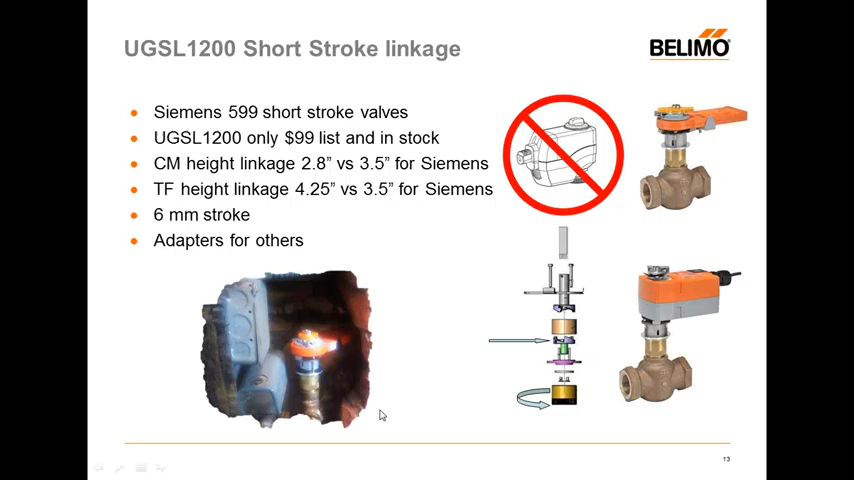 UGSL1200 Short Stroke linkage
BELIMO
Siemens 599 short stroke valves
UGSL1200 only $99 list and in stock
CM height linkage 2.8” vs 3.5” for Siemens
TF height linkage 4.25” vs 3.5” for Siemens
6 mm stroke
Adapters for others
13